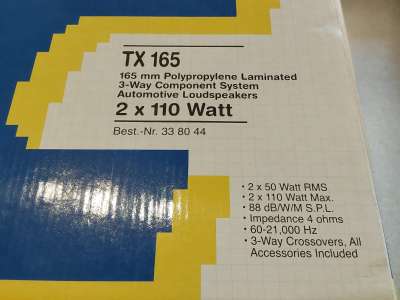 TX 165
165 mm Polypropylene Laminated
3-Way Component System
Automotive Loudspeakers
2 x 110 Watt
Best.-Nr. 33 80 44
• 2 x 50 Watt RMS
• 2 x 110 Watt Max.
• 88 dB/W/M S.P.L.
• Impedance 4 ohms
• 60-21,000 Hz
• 3-Way Crossovers, All
Accessories Included